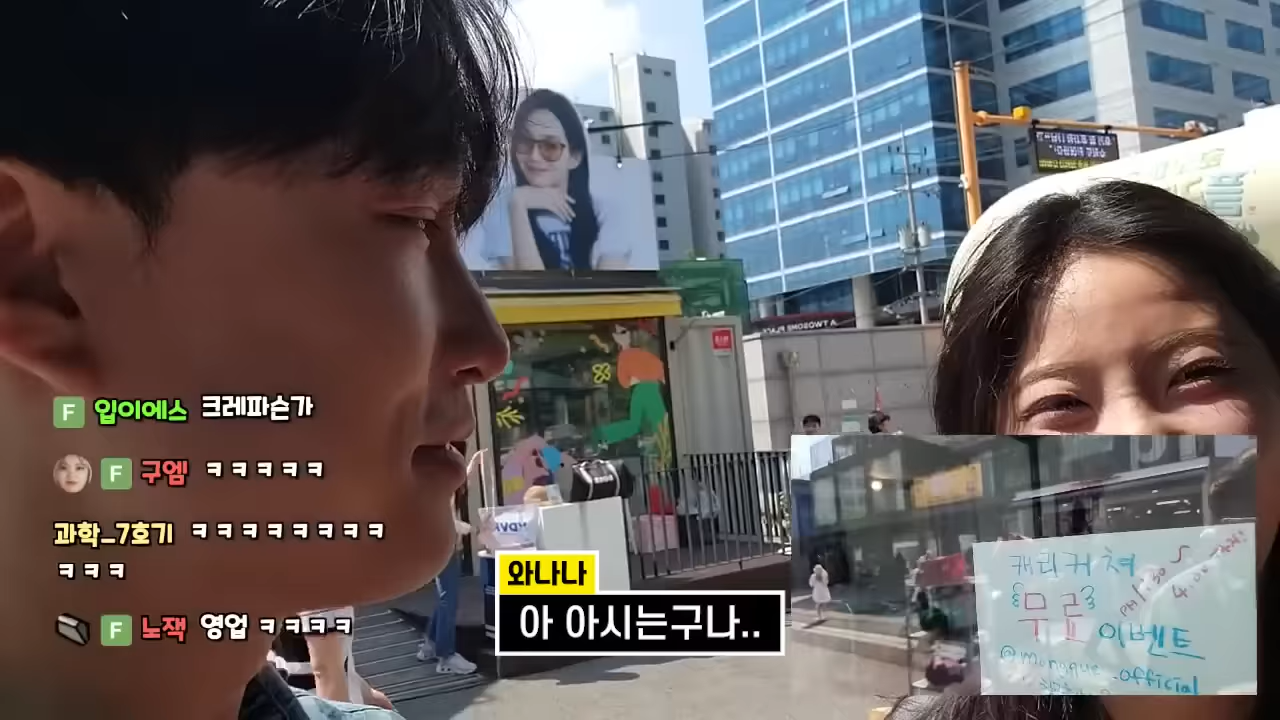 F 입이에스 크레파슨가
F 구엠 ㅋㅋㅋㅋㅋ
과학_7호기 ㅋㅋㅋㅋㅋㅋㅋㅋ
ㅋㅋㅋ
F 노잭 영업 ㅋㅋㅋㅋ
와나나
아 아시는구나..
A TWOSOME PLACE
캐리커쳐
무료
이벤트